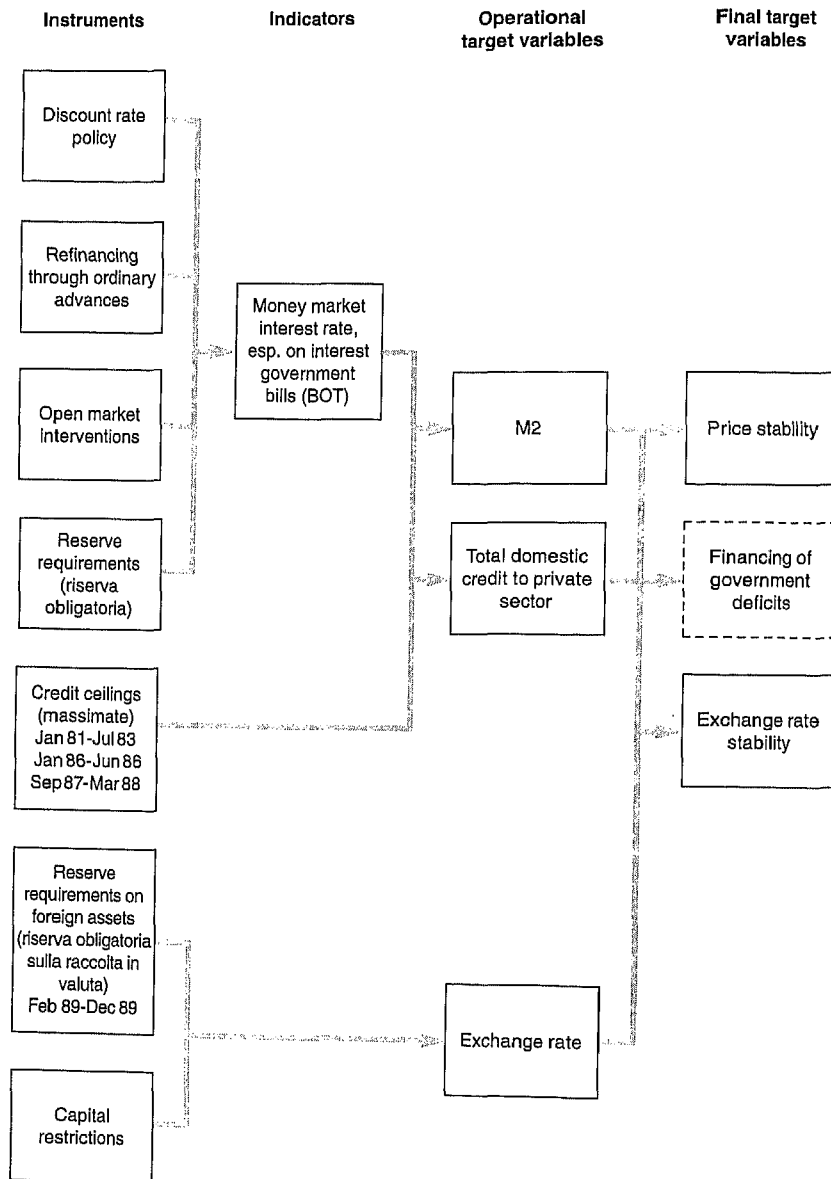 Instruments
Indicators
Operational
target variables
Final target
variables
Discount rate
policy
Refinancing
through ordinary
advances
Open market
interventions
Reserve
requirements
(riserva
obligatoria)
Credit ceilings
(massimate)
Jan 81-Jul 83
Jan 86-Jun 86
Sep 87-Mar 88
Reserve
requirements on
foreign assets
(riserva obligatoria
sulla raccolta in
valuta)
Feb 89-Dec 89
Capital
restrictions
Money market
interest rate,
esp. on interest
government
bills (BOT)
M2
Total domestic
credit to private
sector
Exchange rate
Price stability
Financing of
government
deficits
Exchange rate
stability